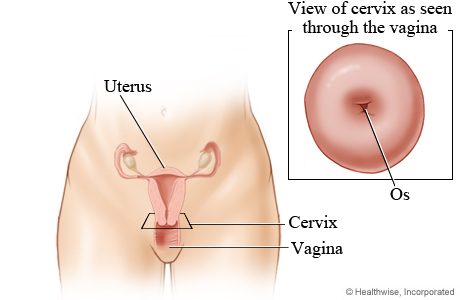 View of cervix as seen
through the vagina
Uterus
Os
Cervix
Vagina
© Healthwise, Incorporated